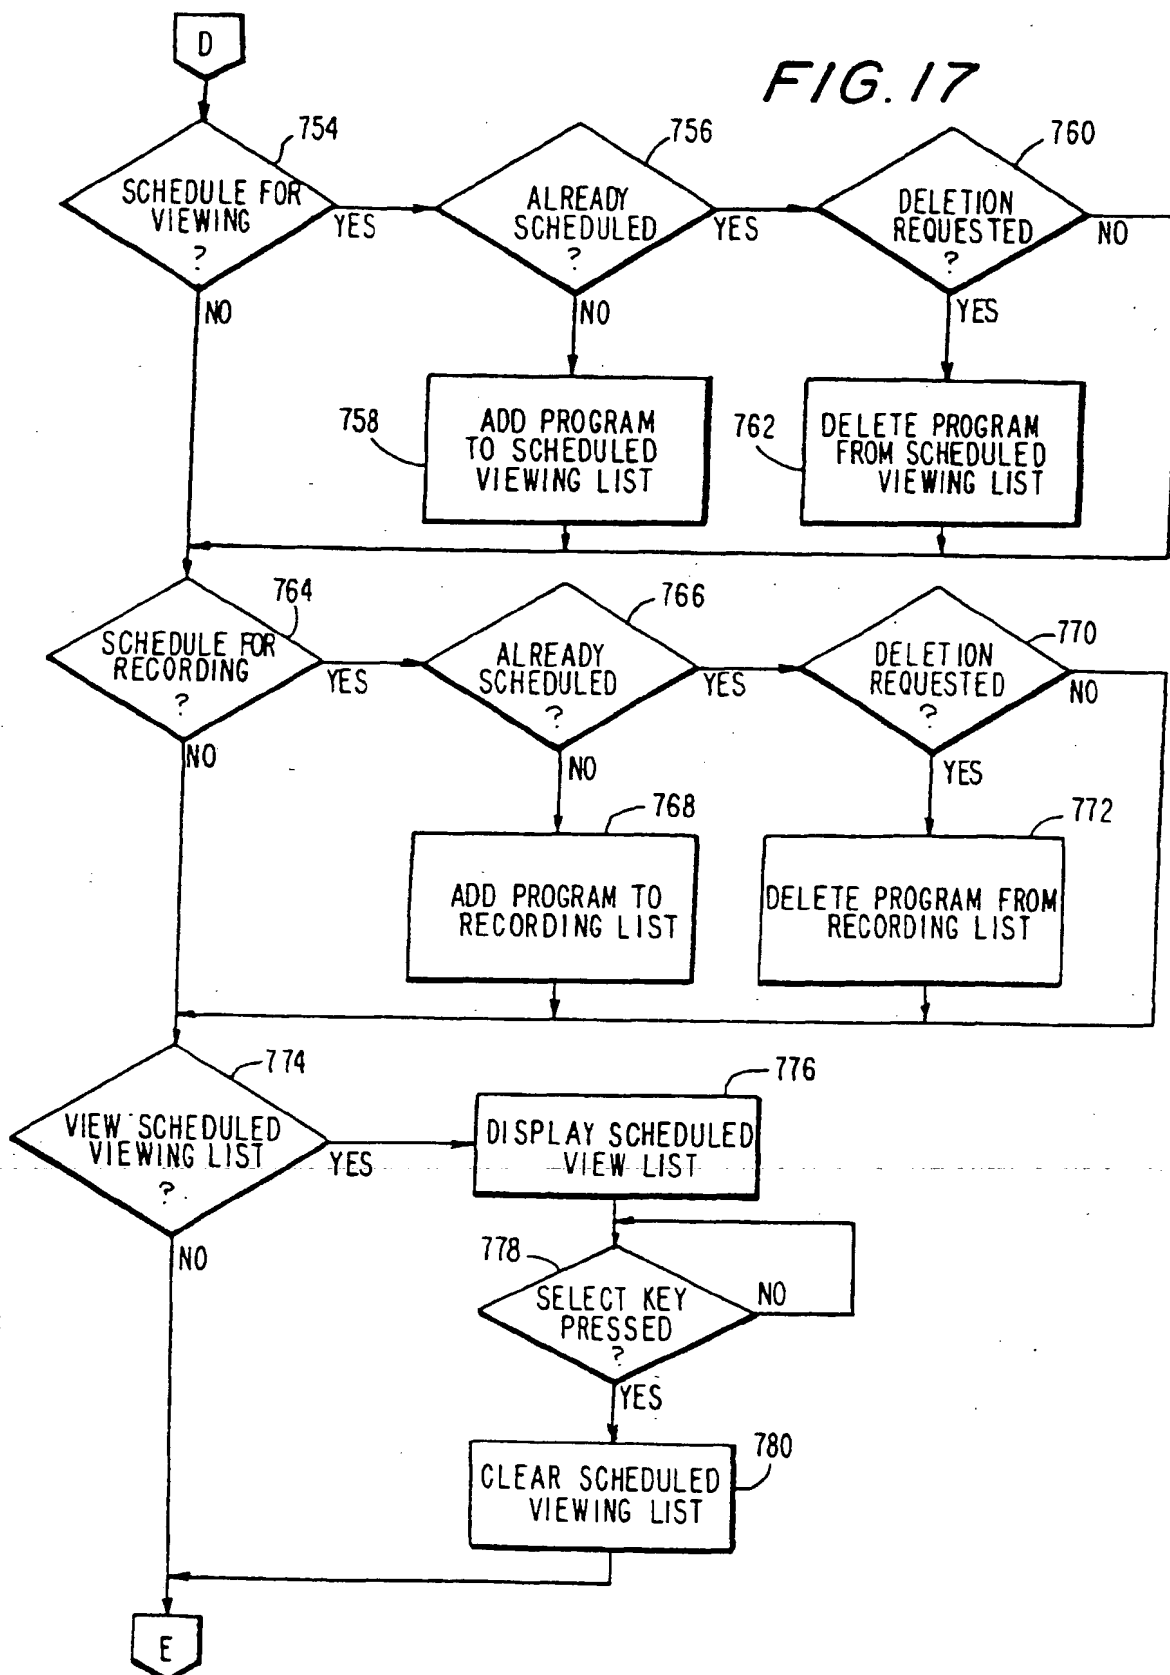 D
FIG. 17
754
756
760
SCHEDULE FOR
VIEWING
?
YES
NO
ALREADY
SCHEDULED
?
YES
NO
DELETION
REQUESTED
?
NO
YES
758
ADD PROGRAM
TO SCHEDULED
VIEWING LIST
762
DELETE PROGRAM
FROM SCHEDULED
VIEWING LIST
764
766
770
SCHEDULE FOR
RECORDING
?
YES
NO
ALREADY
SCHEDULED
?
YES
NO
DELETION
REQUESTED
?
NO
YES
768
ADD PROGRAM TO
RECORDING LIST
772
DELETE PROGRAM FROM
RECORDING LIST
774
VIEW SCHEDULED
VIEWING LIST
?
YES
NO
776
DISPLAY SCHEDULED
VIEW LIST
778
SELECT KEY
PRESSED
?
NO
YES
780
CLEAR SCHEDULED
VIEWING LIST
E